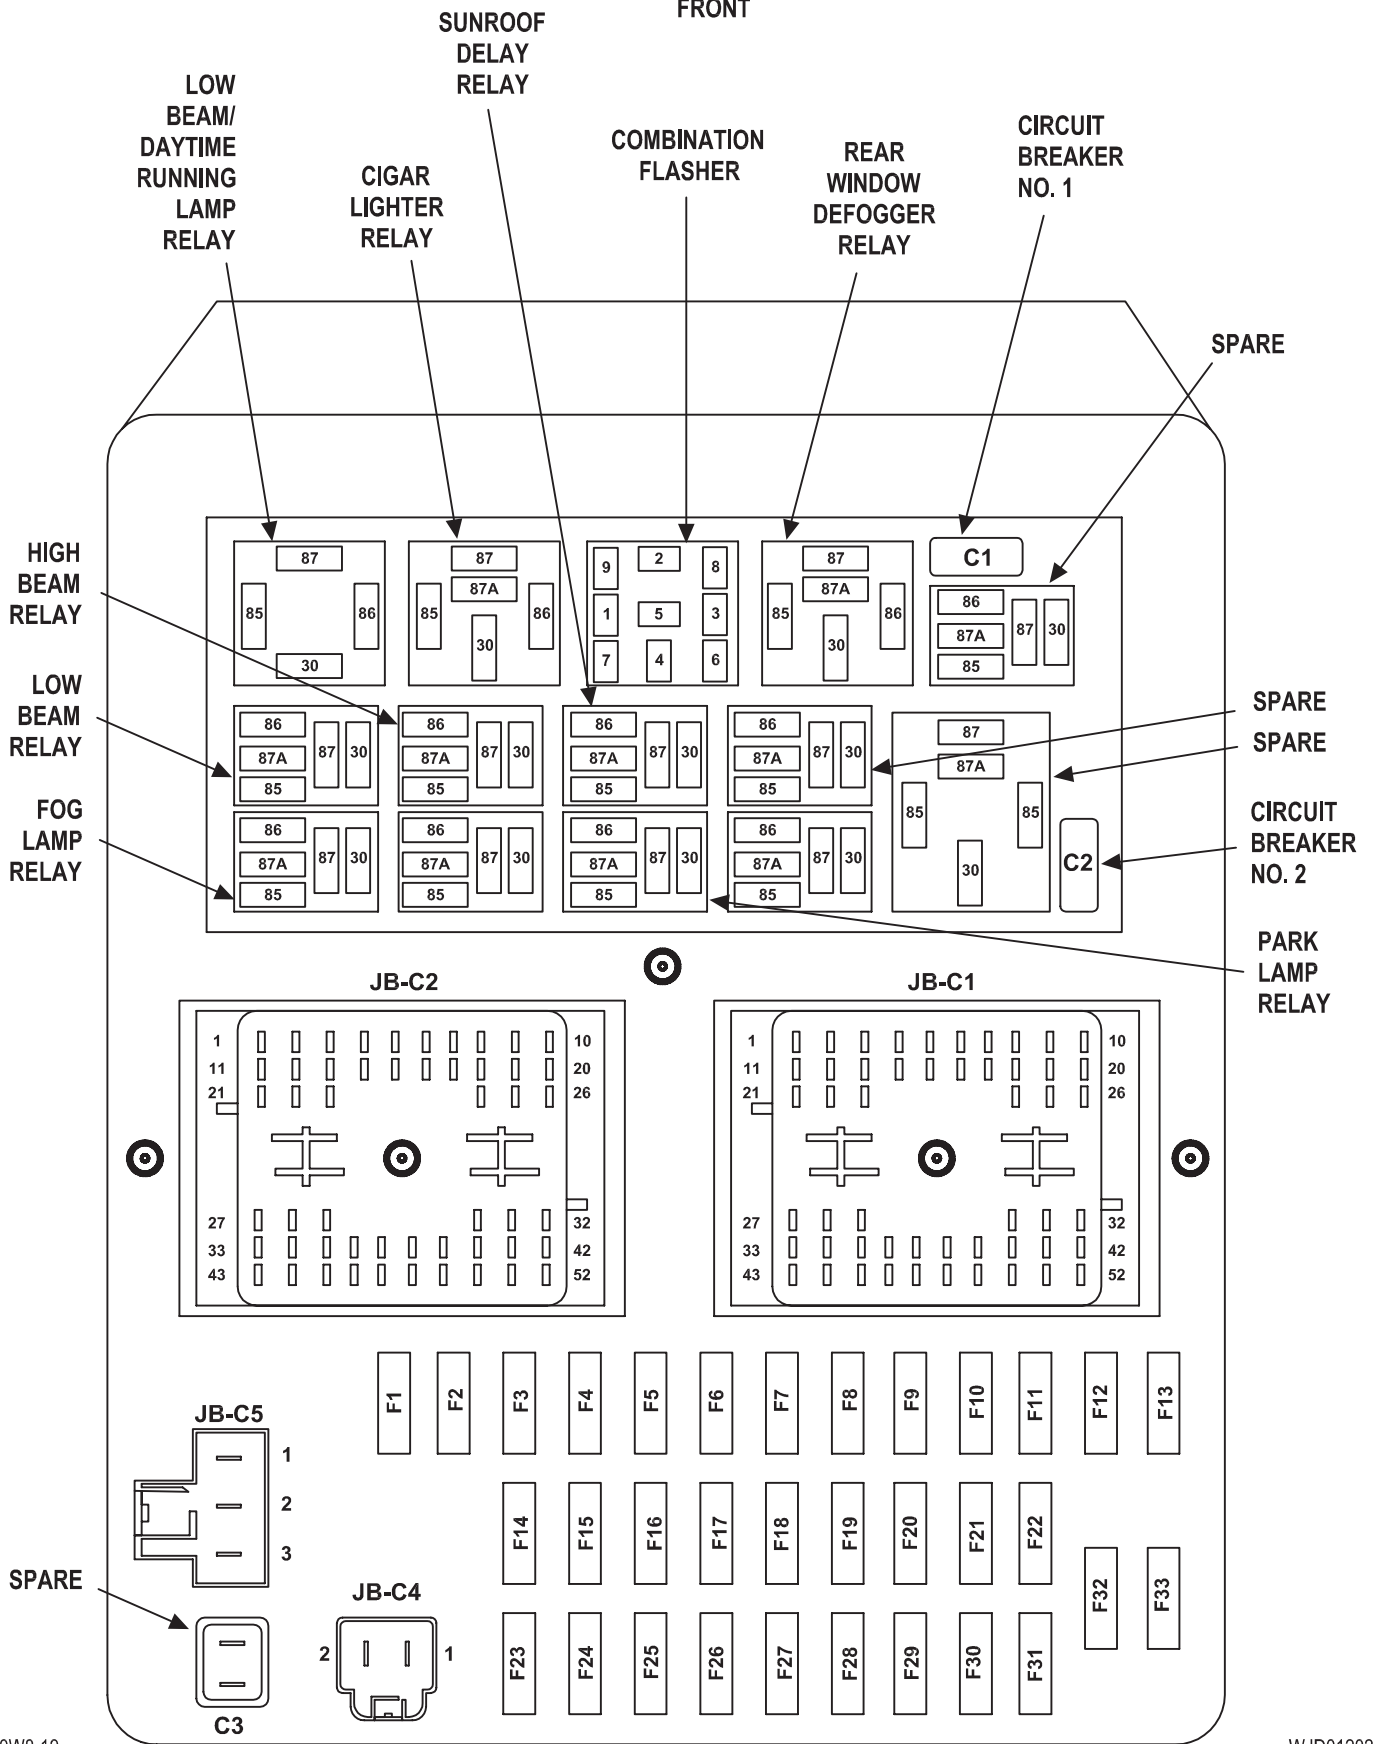 FRONT
SUNROOF
DELAY
RELAY
LOW
BEAM/
DAYTIME
RUNNING
LAMP
RELAY
CIGAR
LIGHTER
RELAY
COMBINATION
FLASHER
REAR
WINDOW
DEFOGGER
RELAY
CIRCUIT
BREAKER
NO. 1
SPARE
HIGH
BEAM
RELAY
LOW
BEAM
RELAY
FOG
LAMP
RELAY
87
85 86
30
87
87A
85 86
30
9 2 8
1 5 3
7 4 6
87
87A
85 86
30
C1
86
87A 87 30
85
86
87A 87 30
85
86
87A 87 30
85
86
87A 87 30
85
86
87A 87 30
85
87
87A
85 85
30
C2
86
87A 87 30
85
86
87A 87 30
85
86
87A 87 30
85
86
87A 87 30
85
SPARE
SPARE
CIRCUIT
BREAKER
NO. 2
PARK
LAMP
RELAY
JB-C2
1 10
11 20
21 26
27 32
33 42
43 52
JB-C1
1 10
11 20
21 26
27 32
33 42
43 52
F1 F2 F3 F4 F5 F6 F7 F8 F9 F10 F11 F12 F13
JB-C5
1
2
3
F14 F15 F16 F17 F18 F19 F20 F21 F22
F32 F33
SPARE
C3
JB-C4
2 1
F23 F24 F25 F26 F27 F28 F29 F30 F31